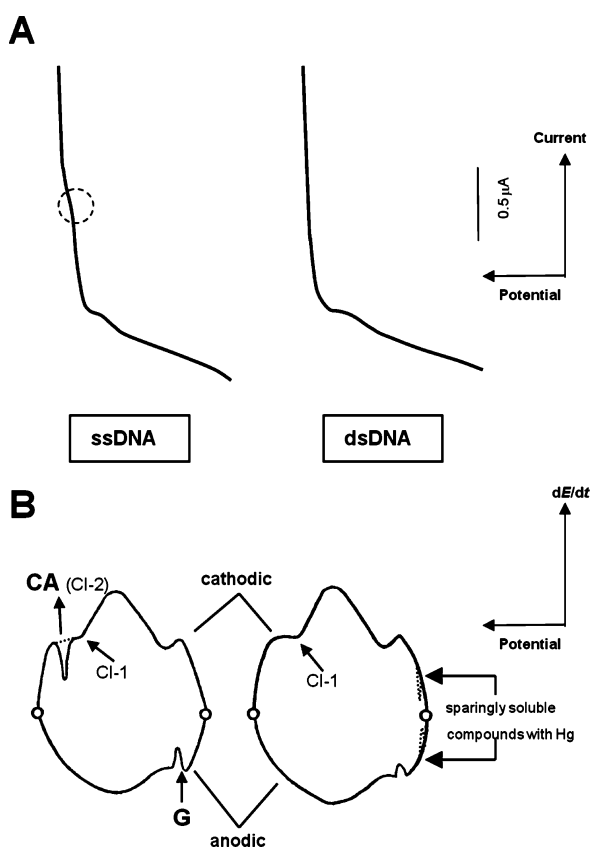 A
Current
0.5 μA
Potential
ssDNA
dsDNA
B
dE/dt
CA (CI-2)
cathodic
Potential
CI-1
CI-1
sparingly soluble
compounds with Hg
G
anodic